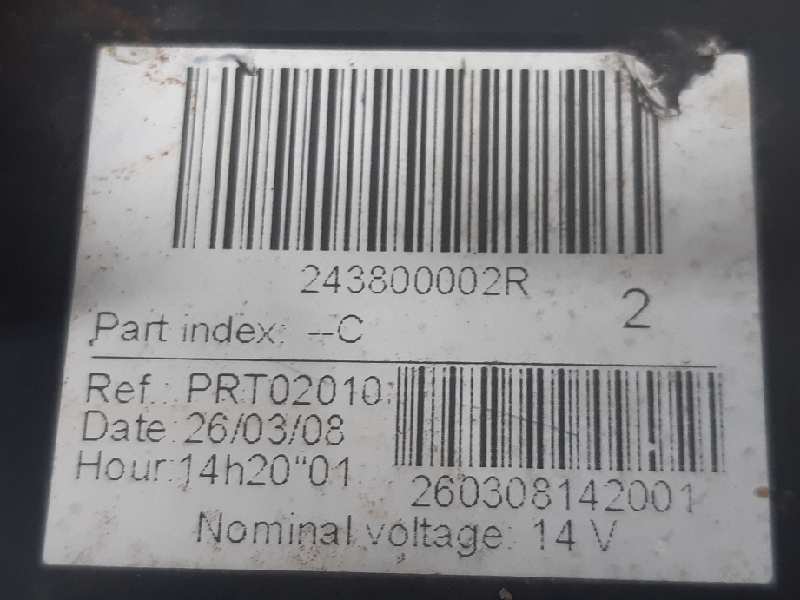 243800002R
2
Part index: --C
Ref.: PRT02010:
Date:26/03/08
Hour:14h20"01
260308142001
Nominal voltage: 14 V